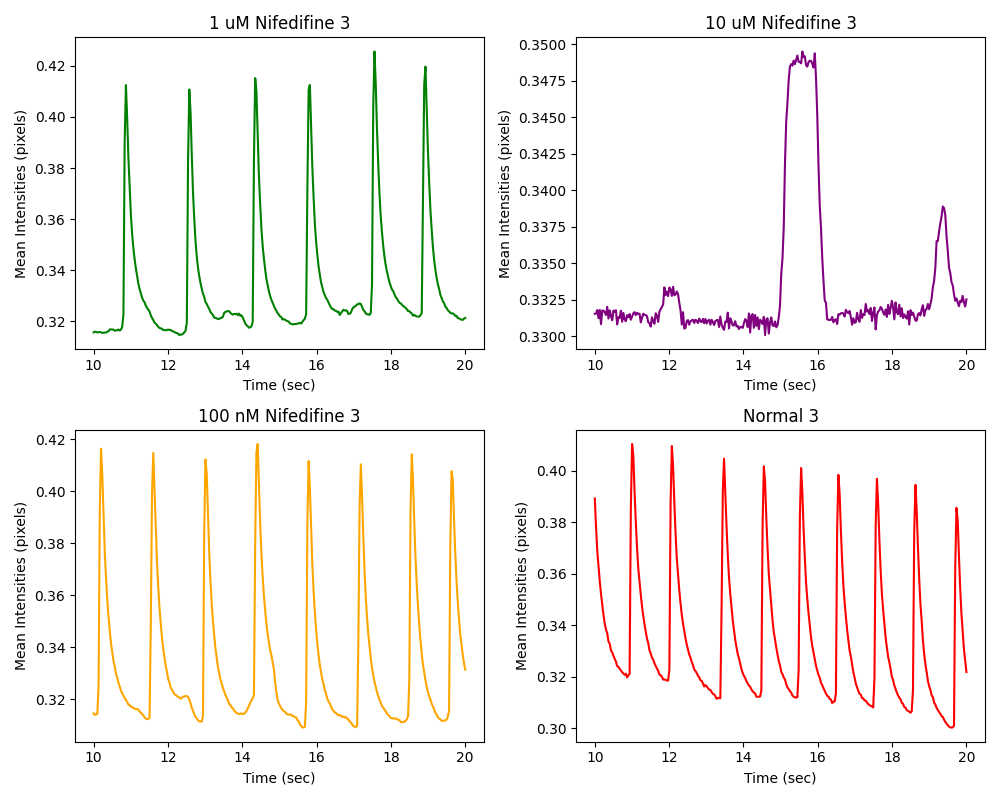 1 uM Nifedifine 3
Mean Intensities (pixels)
0.42
0.40
0.38
0.36
0.34
0.32
10 12 14 16 18 20
Time (sec)
10 uM Nifedifine 3
Mean Intensities (pixels)
0.3500
0.3475
0.3450
0.3425
0.3400
0.3375
0.3350
0.3325
0.3300
10 12 14 16 18 20
Time (sec)
100 nM Nifedifine 3
Mean Intensities (pixels)
0.42
0.40
0.38
0.36
0.34
0.32
10 12 14 16 18 20
Time (sec)
Normal 3
Mean Intensities (pixels)
0.40
0.38
0.36
0.34
0.32
0.30
10 12 14 16 18 20
Time (sec)